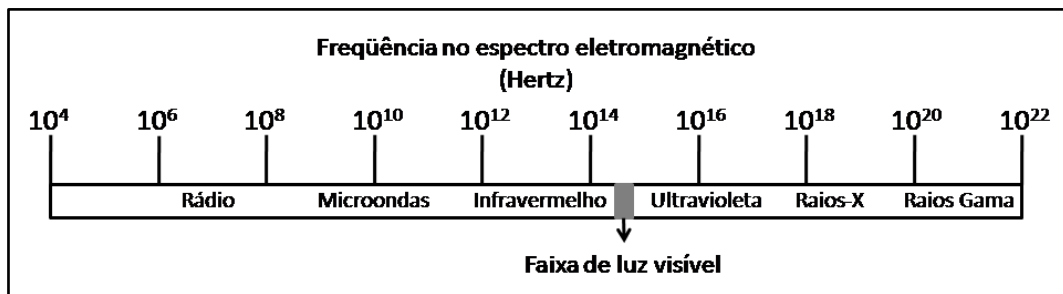 Freqüência no espectro eletromagnético
(Hertz)
10⁴ 10⁶ 10⁸ 10¹⁰ 10¹² 10¹⁴ 10¹⁶ 10¹⁸ 10²⁰ 10²²
Rádio Microondas Infravermelho Ultravioleta Raios-X Raios Gama
Faixa de luz visível